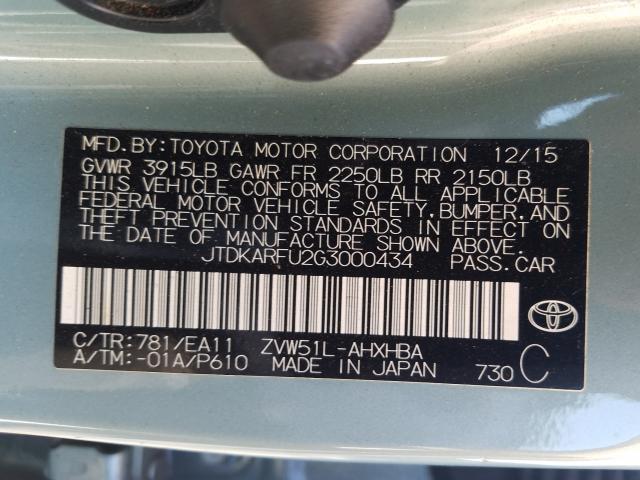 MFD.BY:TOYOTA MOTOR CORPORATION 12/15
GVWR 3915LB GAWR FR 2250LB RR 2150LB
THIS VEHICLE CONFORMS TO ALL APPLICABLE
FEDERAL MOTOR VEHICLE SAFETY,BUMPER,AND
THEFT PREVENTION STANDARDS IN EFFECT ON
THE DATE OF MANUFACTURE SHOWN ABOVE.
JTDKARFU2G3000434 PASS.CAR
C/TR:781/EA11 ZVW51L-AHXHBA
A/TM:-01A/P610 MADE IN JAPAN 730 C